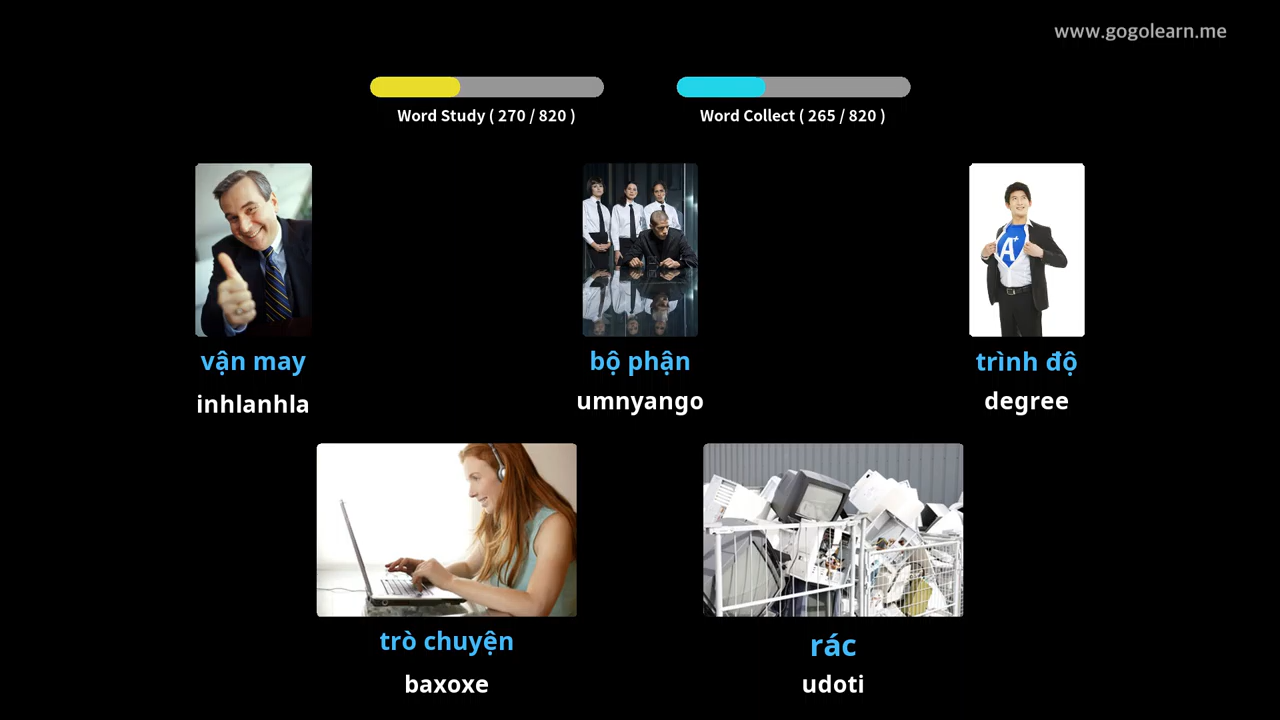 www.gogolearn.me
Word Study ( 270 / 820 )
Word Collect ( 265 / 820 )
A+
vận may
bộ phận
trình độ
inhlanhla
umnyango
degree
trò chuyện
rác
baxoxe
udoti